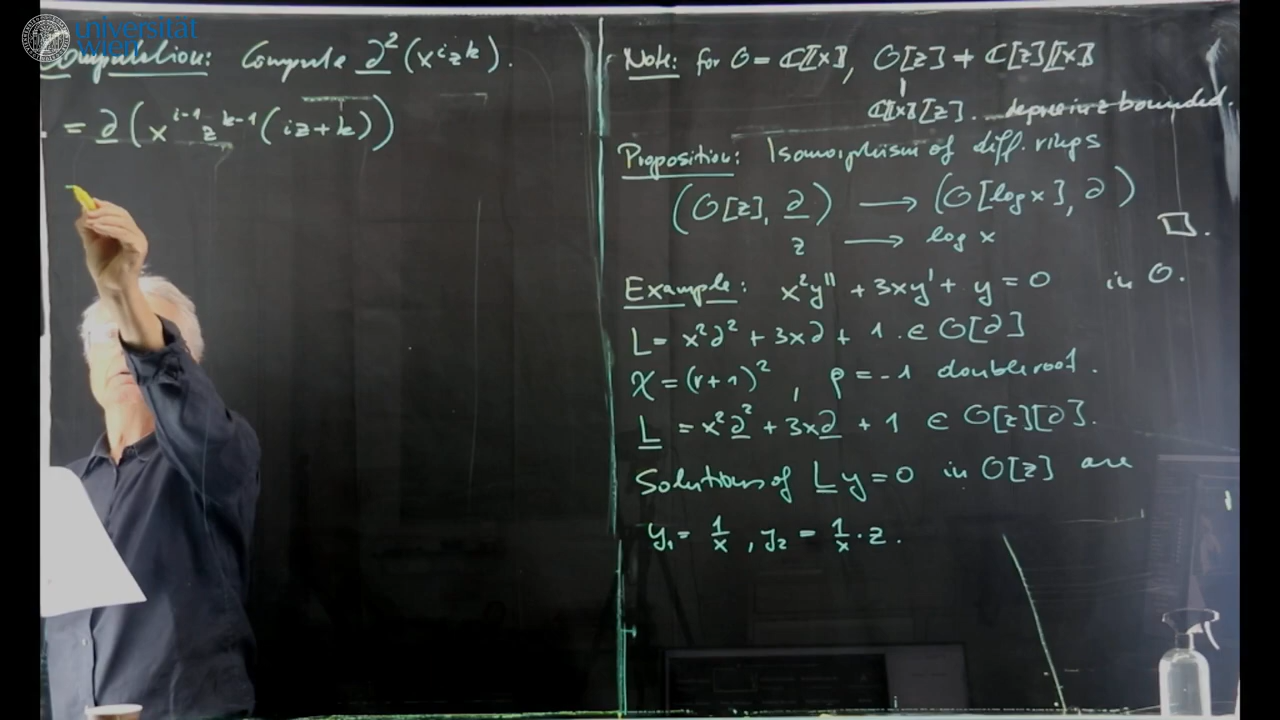 universität
wien
Computation: Compute ∂²(xⁱzᵏ).
= ∂(xⁱ⁻¹zᵏ⁻¹(iz+k))
Note: for O = ℂ[[x]], O[z] ≠ ℂ[z][[x]]
ℂ[[x]][z]. degree in z bounded.
Proposition: Isomorphism of diff. rings
(O[z], ∂) → (O[log x], ∂)
z → log x
□.
Example: x²y'' + 3xy' + y = 0 in O.
L = x²∂² + 3x∂ + 1 ∈ O[∂]
χ = (r+1)², ρ = -1 double root.
L = x²∂² + 3x∂ + 1 ∈ O[z][∂].
Solutions of Ly = 0 in O[z] are
y₁ = 1/x, y₂ = 1/x · z.